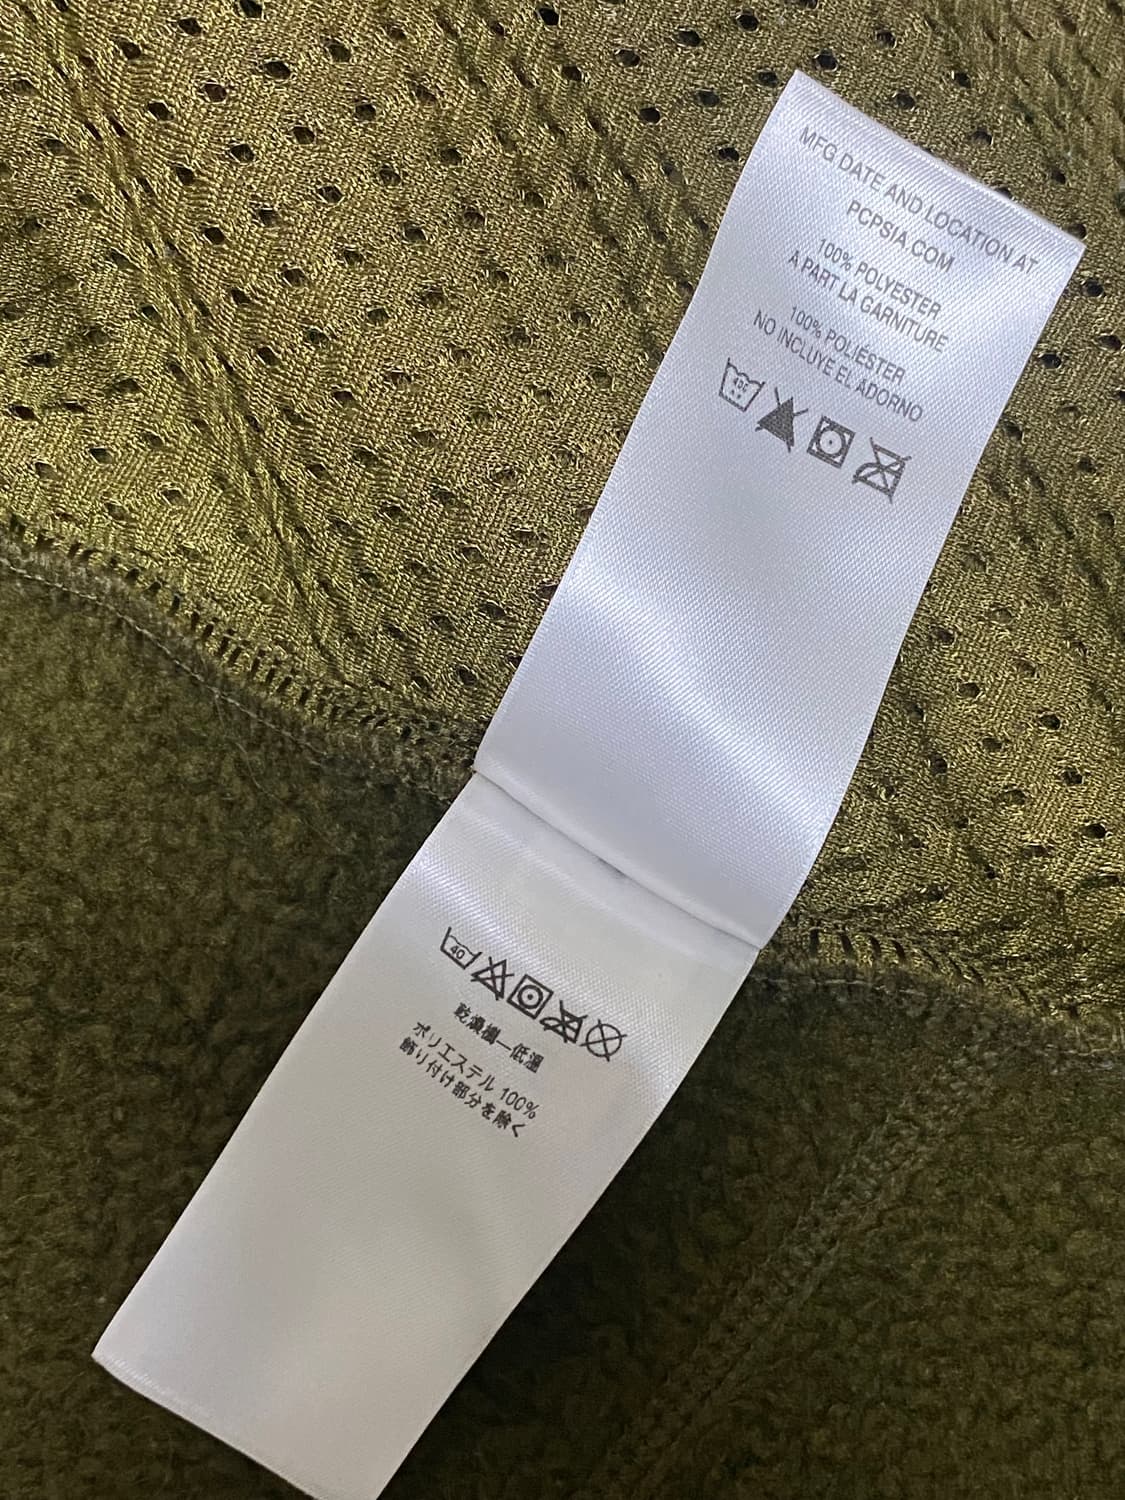 MFG DATE AND LOCATION AT
PCPSIA.COM
100% POLYESTER
À PART LA GARNITURE
100% POLIÉSTER
NO INCLUYE EL ADORNO
40C
40
乾燥機—低温
ポリエステル 100%
飾り付け部分を除く